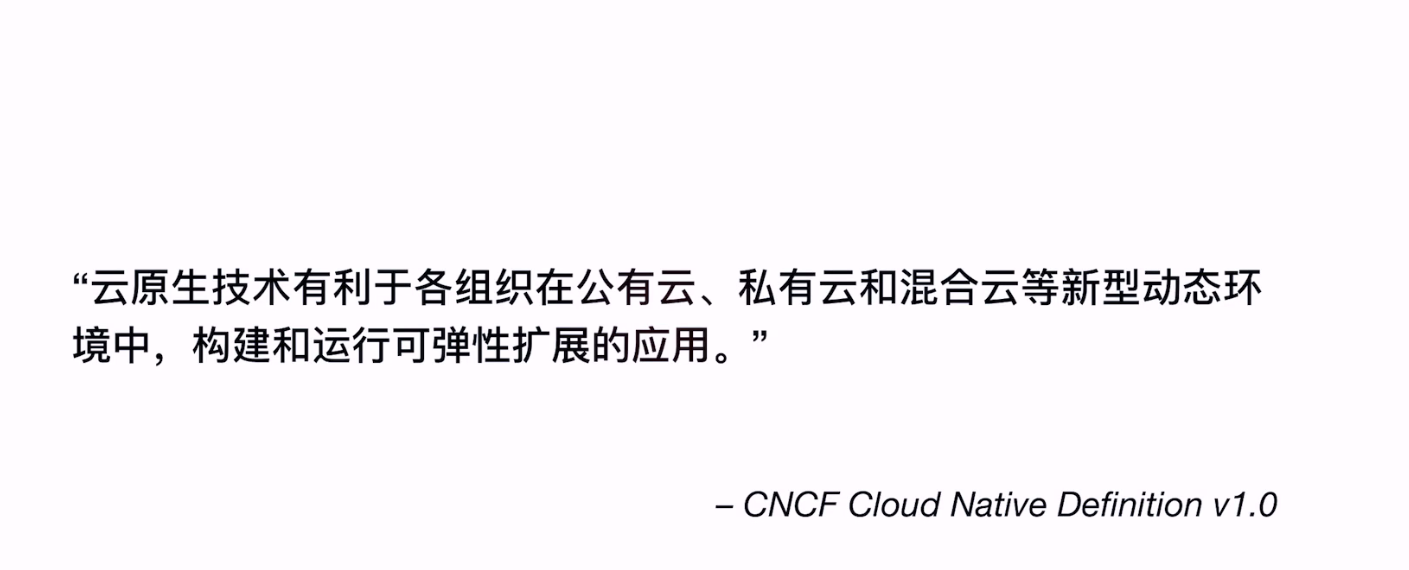 “云原生技术有利于各组织在公有云、私有云和混合云等新型动态环
境中，构建和运行可弹性扩展的应用。”
– CNCF Cloud Native Definition v1.0